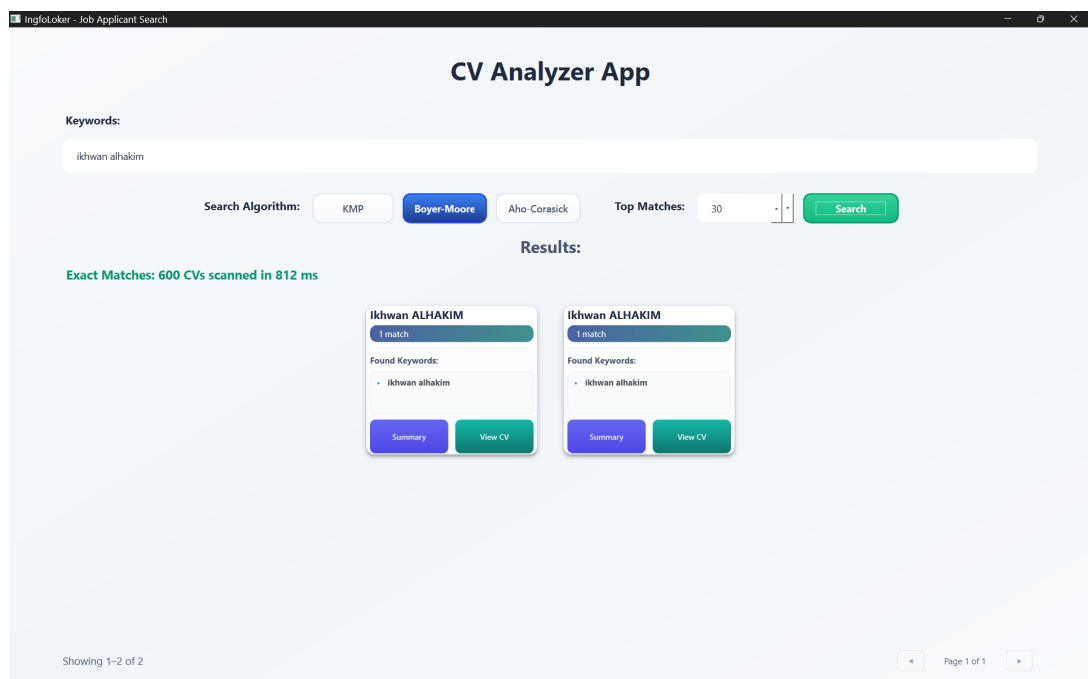 IngfoLoker - Job Applicant Search
CV Analyzer App
Keywords:
ikhwan alhakim
Search Algorithm: KMP Boyer-Moore Aho-Corasick Top Matches: 30 Search
Results:
Exact Matches: 600 CVs scanned in 812 ms
Ikhwan ALHAKIM
1 match
Found Keywords:
• ikhwan alhakim
Summary View CV
Ikhwan ALHAKIM
1 match
Found Keywords:
• ikhwan alhakim
Summary View CV
Showing 1–2 of 2
Page 1 of 1